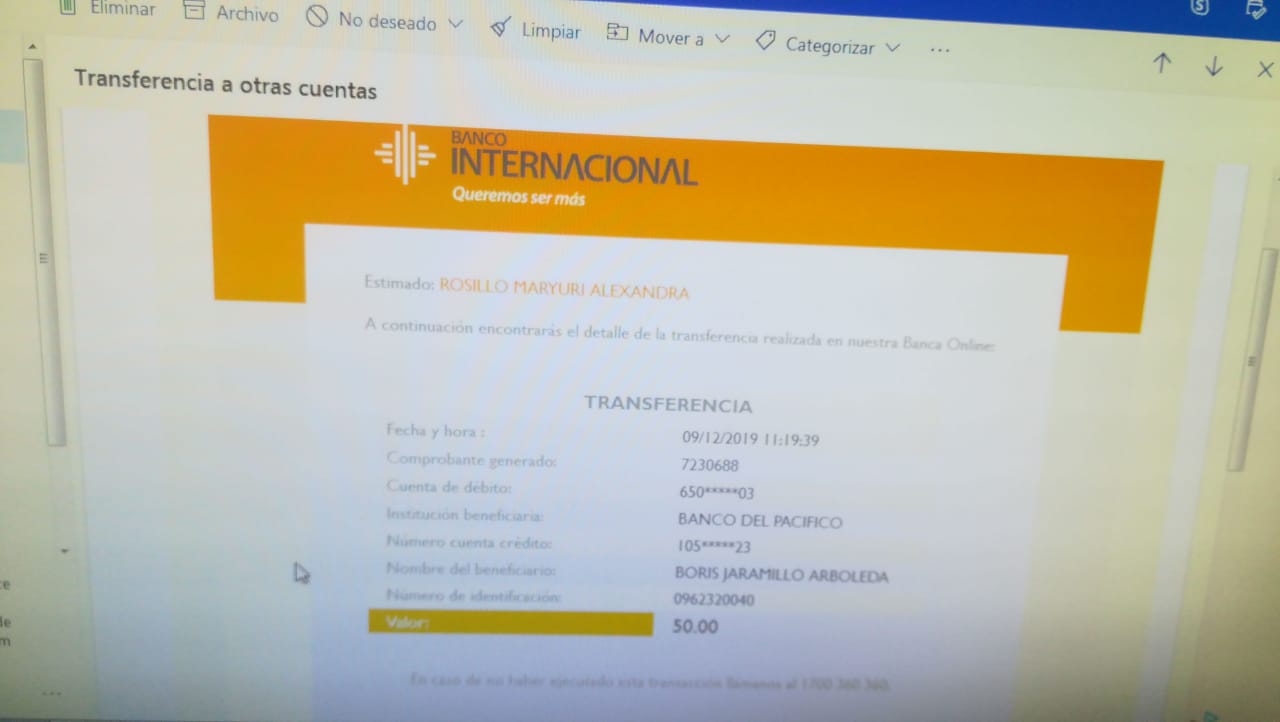 Eliminar Archivo No deseado Limpiar Mover a Categorizar ...
Transferencia a otras cuentas
BANCO
INTERNACIONAL
Queremos ser más
Estimado: ROSILLO MARYURI ALEXANDRA
A continuación encontrarás el detalle de la transferencia realizada en nuestra Banca Online:
TRANSFERENCIA
Fecha y hora : 09/12/2019 11:19:39
Comprobante generado: 7230688
Cuenta de débito: 650*****03
Institución beneficiaria: BANCO DEL PACIFICO
Número cuenta crédito: 105*****23
Nombre del beneficiario: BORIS JARAMILLO ARBOLEDA
Número de identificación: 0962320040
Valor: 50.00
En caso de no haber ejecutado esta transacción llamanos al 1700 360 360.